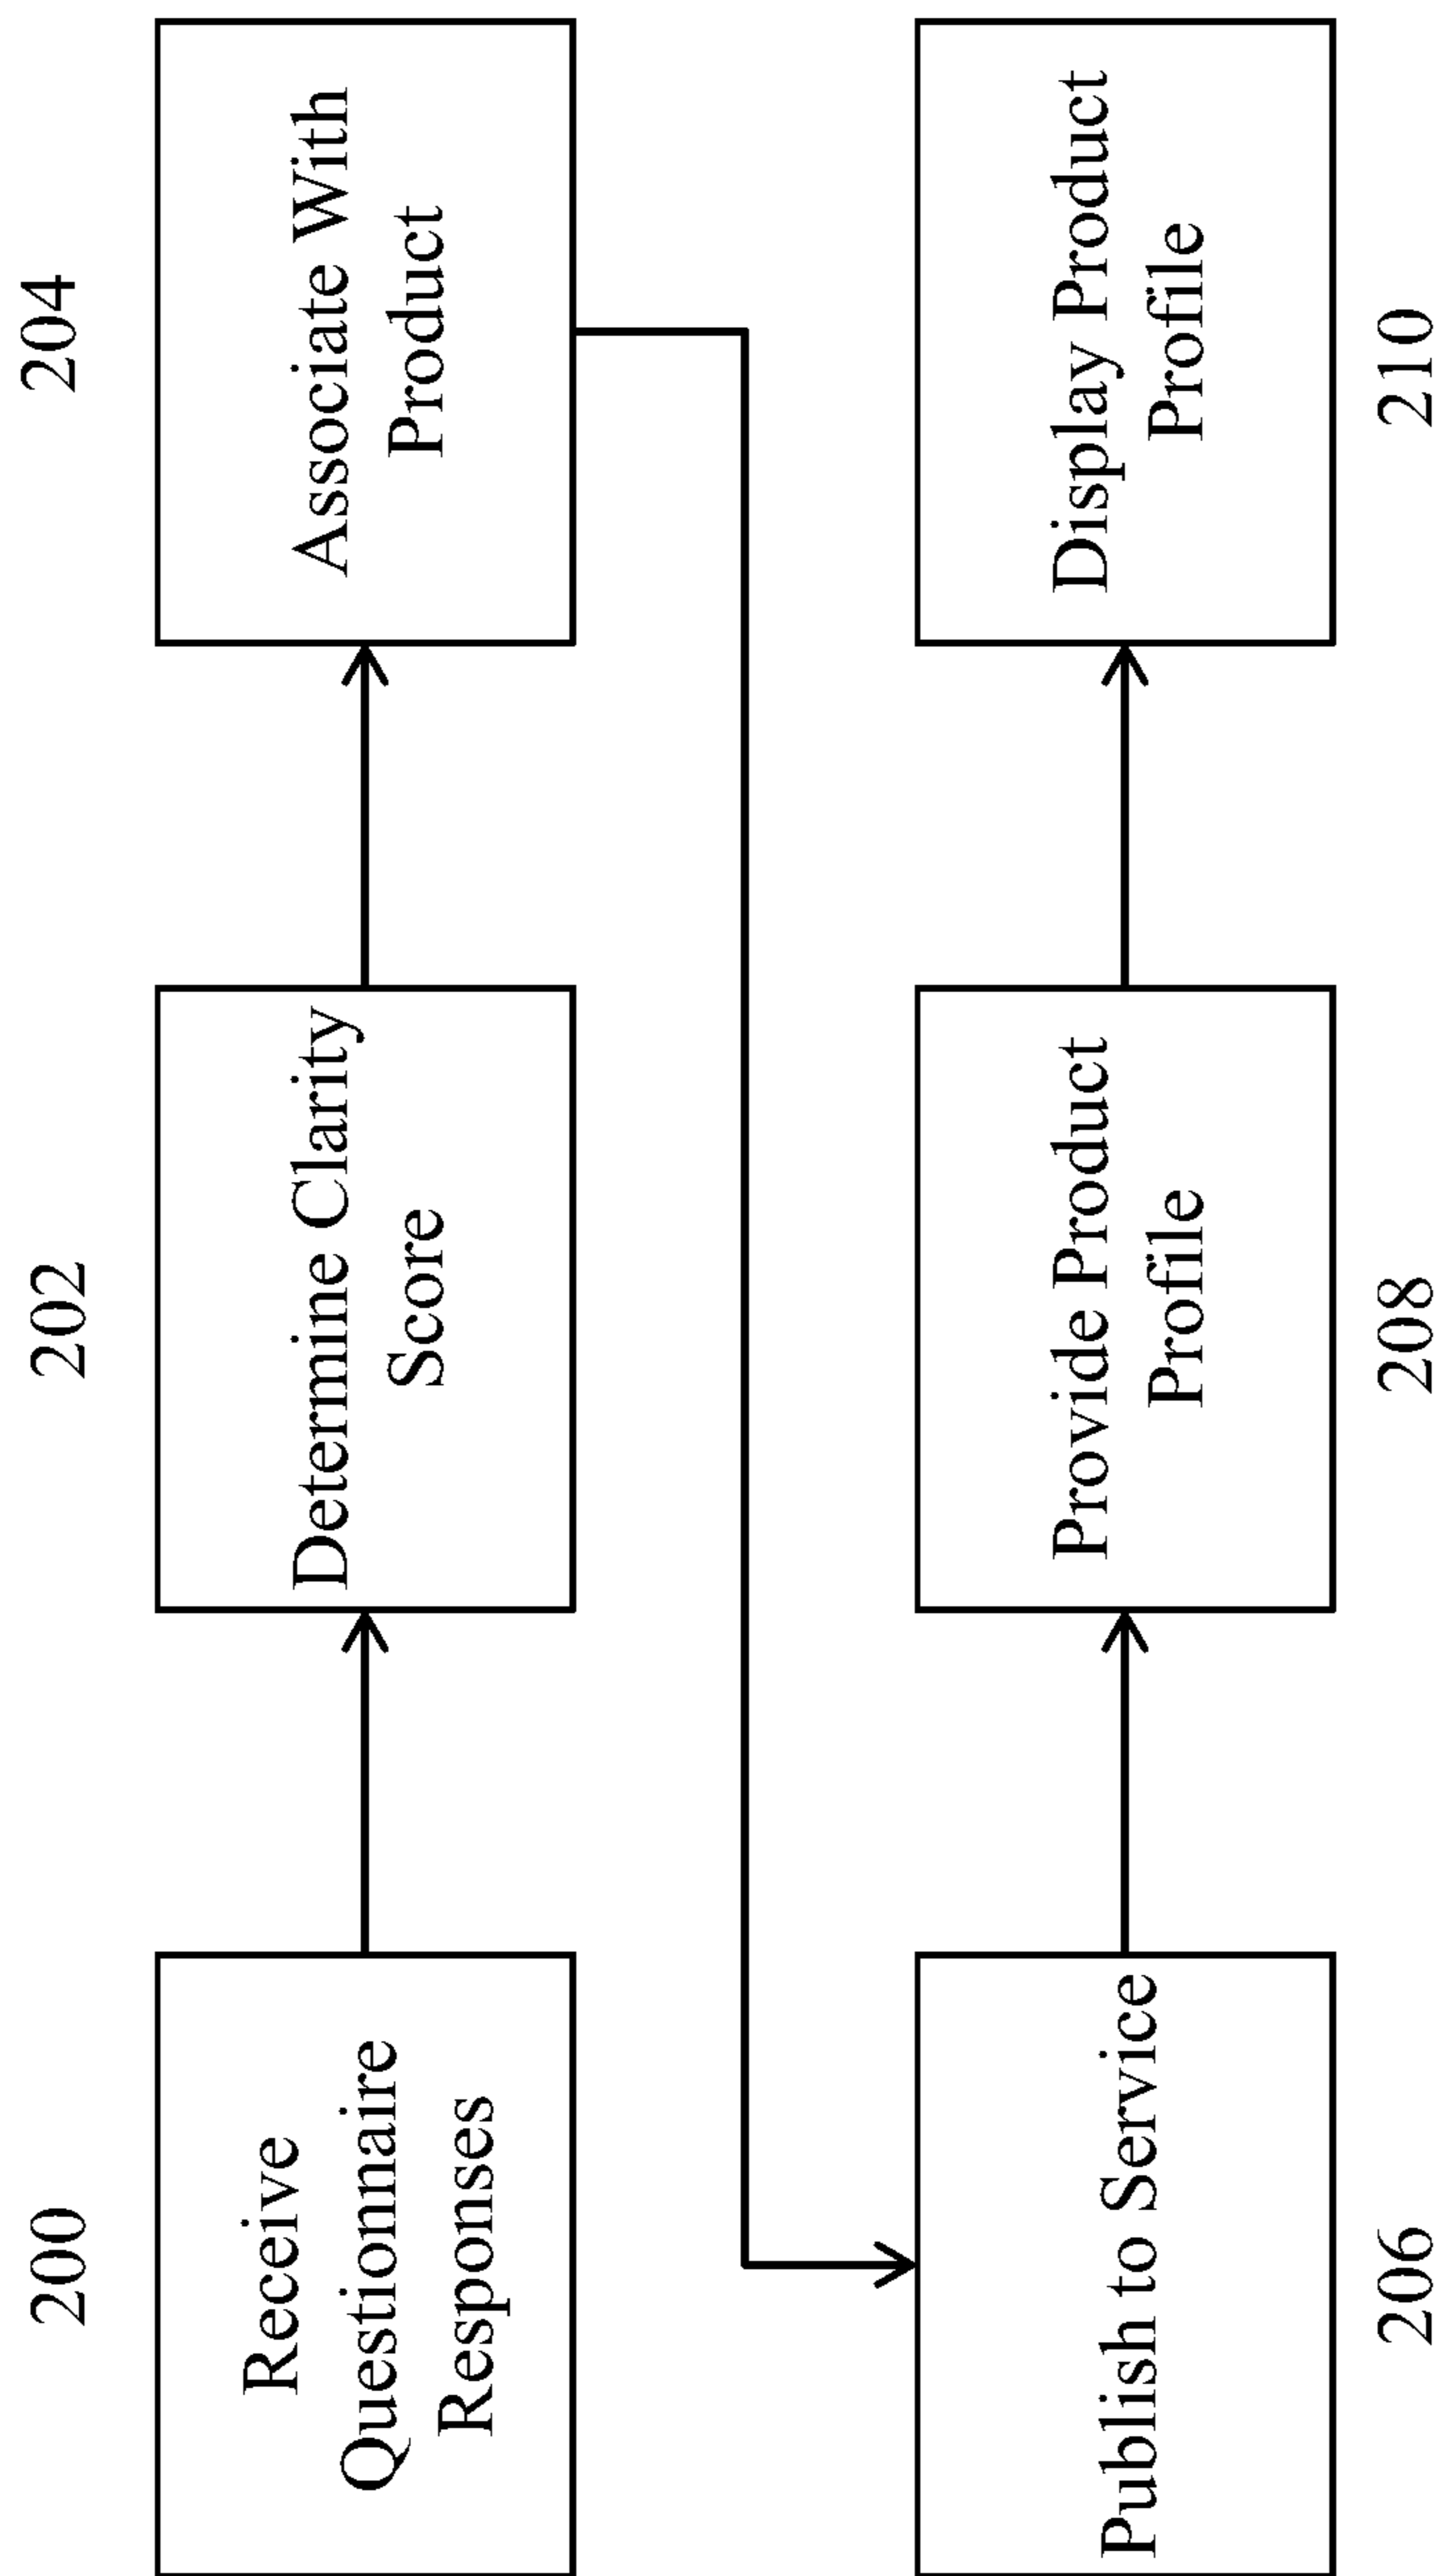 200
202
204
Receive
Questionnaire
Responses
Determine Clarity
Score
Associate With
Product
Publish to Service
Provide Product
Profile
Display Product
Profile
206
208
210